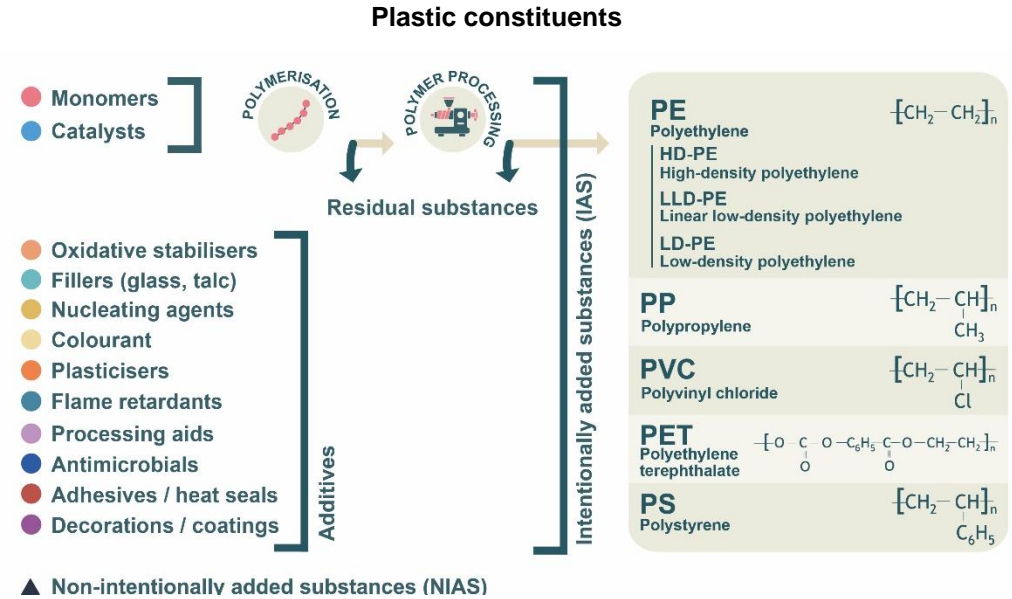 Plastic constituents
Monomers
Catalysts
POLYMERISATION
POLYMER PROCESSING
Residual substances
Oxidative stabilisers
Fillers (glass, talc)
Nucleating agents
Colourant
Plasticisers
Flame retardants
Processing aids
Antimicrobials
Adhesives / heat seals
Decorations / coatings
Additives
Non-intentionally added substances (NIAS)
Intentionally added substances (IAS)
PE
Polyethylene
[CH₂—CH₂]n
HD-PE
High-density polyethylene
LLD-PE
Linear low-density polyethylene
LD-PE
Low-density polyethylene
PP
Polypropylene
[CH₂—CH]n
CH₃
PVC
Polyvinyl chloride
[CH₂—CH]n
Cl
PET
Polyethylene
terephthalate
[O—C—O—C₆H₅—C—O—CH₂—CH₂]n
O O
PS
Polystyrene
[CH₂—CH]n
C₆H₅